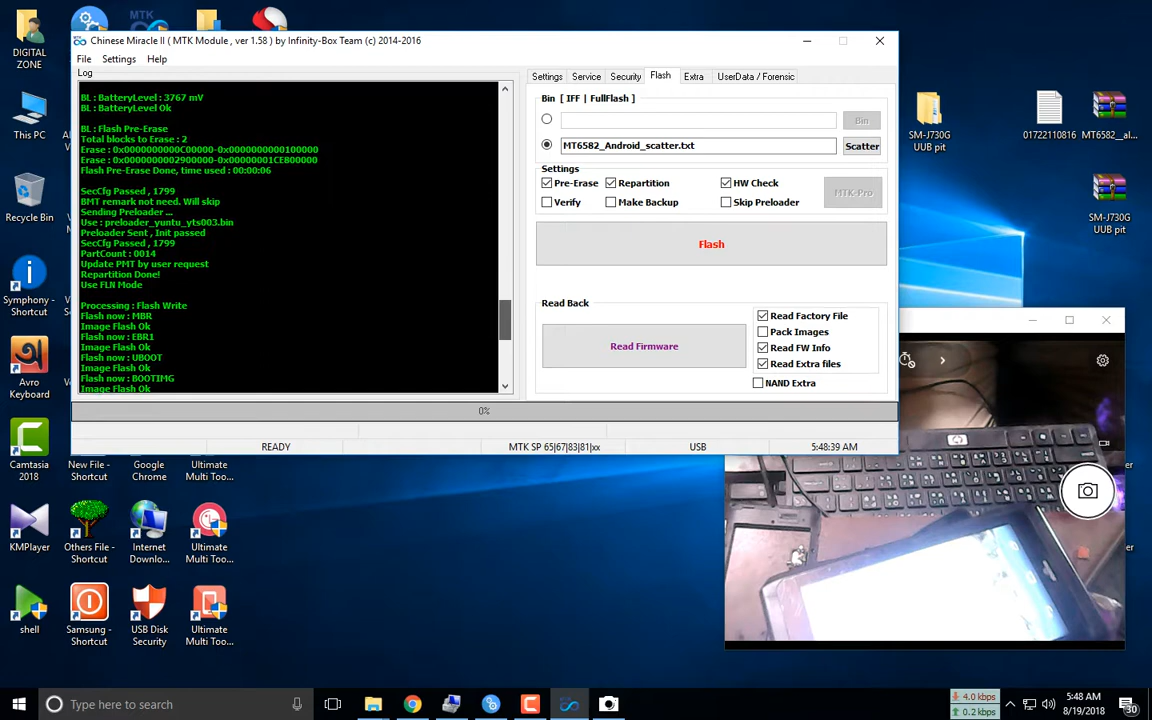 DIGITAL
ZONE
This PC
Recycle Bin
Symphony -
Shortcut
Avro
Keyboard
Camtasia
2018
KMPlayer
shell
MTK
Chinese Miracle II ( MTK Module , ver 1.58 ) by Infinity-Box Team (c) 2014-2016
File Settings Help
Log
BL : BatteryLevel : 3767 mV
BL : BatteryLevel Ok
BL : Flash Pre-Erase
Total blocks to Erase : 2
Erase : 0x0000000000C00000-0x0000000000100000
Erase : 0x0000000002900000-0x00000001CE800000
Flash Pre-Erase Done, time used : 00:00:06
SecCfg Passed , 1799
BMT remark not need. Will skip
Sending Preloader ...
Use : preloader_yuntu_yts003.bin
Preloader Sent , Init passed
SecCfg Passed , 1799
PartCount : 0014
Update PMT by user request
Repartition Done!
Use FLN Mode
Processing : Flash Write
Flash now : MBR
Image Flash Ok
Flash now : EBR1
Image Flash Ok
Flash now : UBOOT
Image Flash Ok
Flash now : BOOTIMG
Image Flash Ok
Settings Service Security Flash Extra UserData / Forensic
Bin [ IFF | FullFlash ]
Bin
MT6582_Android_scatter.txt Scatter
Settings
Pre-Erase Repartition HW Check MTK-Pro
Verify Make Backup Skip Preloader
Flash
Read Back
Read Firmware
Read Factory File
Pack Images
Read FW Info
Read Extra files
NAND Extra
0%
READY MTK SP 65|67|83|81|xx USB 5:48:39 AM
New File -
Shortcut
Google
Chrome
Ultimate
Multi Too...
Others File -
Shortcut
Internet
Downlo...
Ultimate
Multi Too...
Samsung -
Shortcut
USB Disk
Security
Ultimate
Multi Too...
SM-J730G
UUB pit
01722110816
MT6582_al...
SM-J730G
UUB pit
Type here to search
4.0 kbps
0.2 kbps
5:48 AM
8/19/2018
30